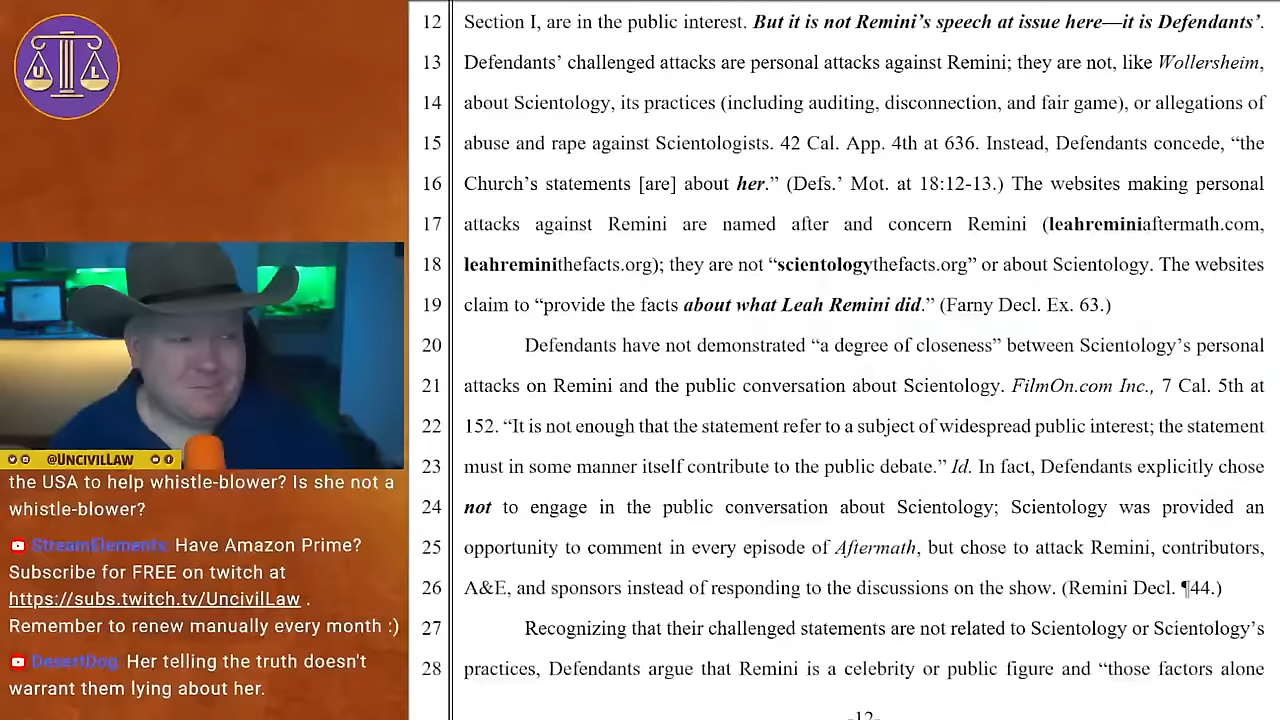 U L
@UNCIVILLAW
the USA to help whistle-blower? Is she not a
whistle-blower?
StreamElements: Have Amazon Prime?
Subscribe for FREE on twitch at
https://subs.twitch.tv/UncivilLaw .
Remember to renew manually every month :)
DesertDog: Her telling the truth doesn't
warrant them lying about her.
12 Section I, are in the public interest. But it is not Remini’s speech at issue here—it is Defendants’.
13 Defendants’ challenged attacks are personal attacks against Remini; they are not, like Wollersheim,
14 about Scientology, its practices (including auditing, disconnection, and fair game), or allegations of
15 abuse and rape against Scientologists. 42 Cal. App. 4th at 636. Instead, Defendants concede, “the
16 Church’s statements [are] about her.” (Defs.’ Mot. at 18:12-13.) The websites making personal
17 attacks against Remini are named after and concern Remini (leahreminiaftermath.com,
18 leahreminithefacts.org); they are not “scientologythefacts.org” or about Scientology. The websites
19 claim to “provide the facts about what Leah Remini did.” (Farny Decl. Ex. 63.)
20 Defendants have not demonstrated “a degree of closeness” between Scientology’s personal
21 attacks on Remini and the public conversation about Scientology. FilmOn.com Inc., 7 Cal. 5th at
22 152. “It is not enough that the statement refer to a subject of widespread public interest; the statement
23 must in some manner itself contribute to the public debate.” Id. In fact, Defendants explicitly chose
24 not to engage in the public conversation about Scientology; Scientology was provided an
25 opportunity to comment in every episode of Aftermath, but chose to attack Remini, contributors,
26 A&E, and sponsors instead of responding to the discussions on the show. (Remini Decl. ¶44.)
27 Recognizing that their challenged statements are not related to Scientology or Scientology’s
28 practices, Defendants argue that Remini is a celebrity or public figure and “those factors alone
-12-